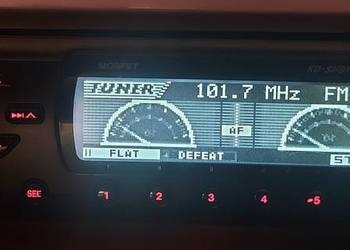 MOSFET
TUNER 101.7 MHz FM
AF
FLAT DEFEAT ST
SEL 1 2 3 4 5